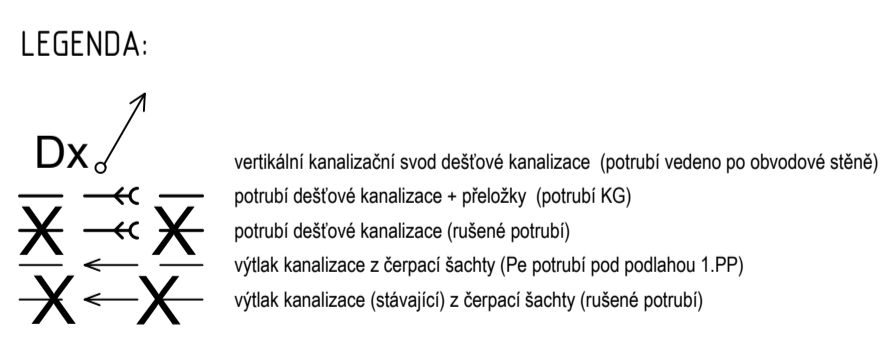 LEGENDA:
Dx
vertikální kanalizační svod dešťové kanalizace (potrubí vedeno po obvodové stěně)
potrubí dešťové kanalizace + přeložky (potrubí KG)
potrubí dešťové kanalizace (rušené potrubí)
výtlak kanalizace z čerpací šachty (Pe potrubí pod podlahou 1.PP)
výtlak kanalizace (stávající) z čerpací šachty (rušené potrubí)